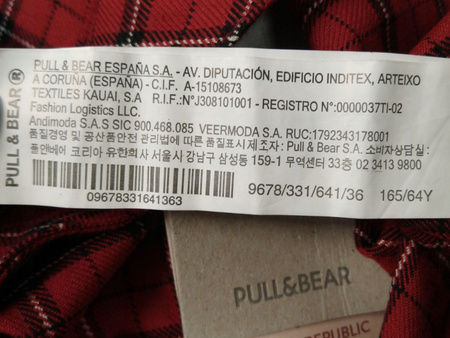 PULL & BEAR ®
PULL & BEAR ESPAÑA S.A. - AV. DIPUTACIÓN, EDIFICIO INDITEX, ARTEIXO
A CORUÑA (ESPAÑA) - C.I.F. A-15108673
TEXTILES KAUAI, S.A R.I.F.:N°J308101001 - REGISTRO N°:0000037TI-02
Fashion Logistics LLC.
Andimoda S.A.S SIC 900.468.085 VEERMODA S.A. RUC:1792343178001
품질경영 및 공산품안전 관리법에 따른 품질표시 제조자: Pull & Bear S.A. 소비자상담실:
풀앤베어 코리아 유한회사 서울시 강남구 삼성동 159-1 무역센터 33층 02 3413 9800
09678331641363
9678/331/641/36 165/64Y
PULL&BEAR
REPUBLIC